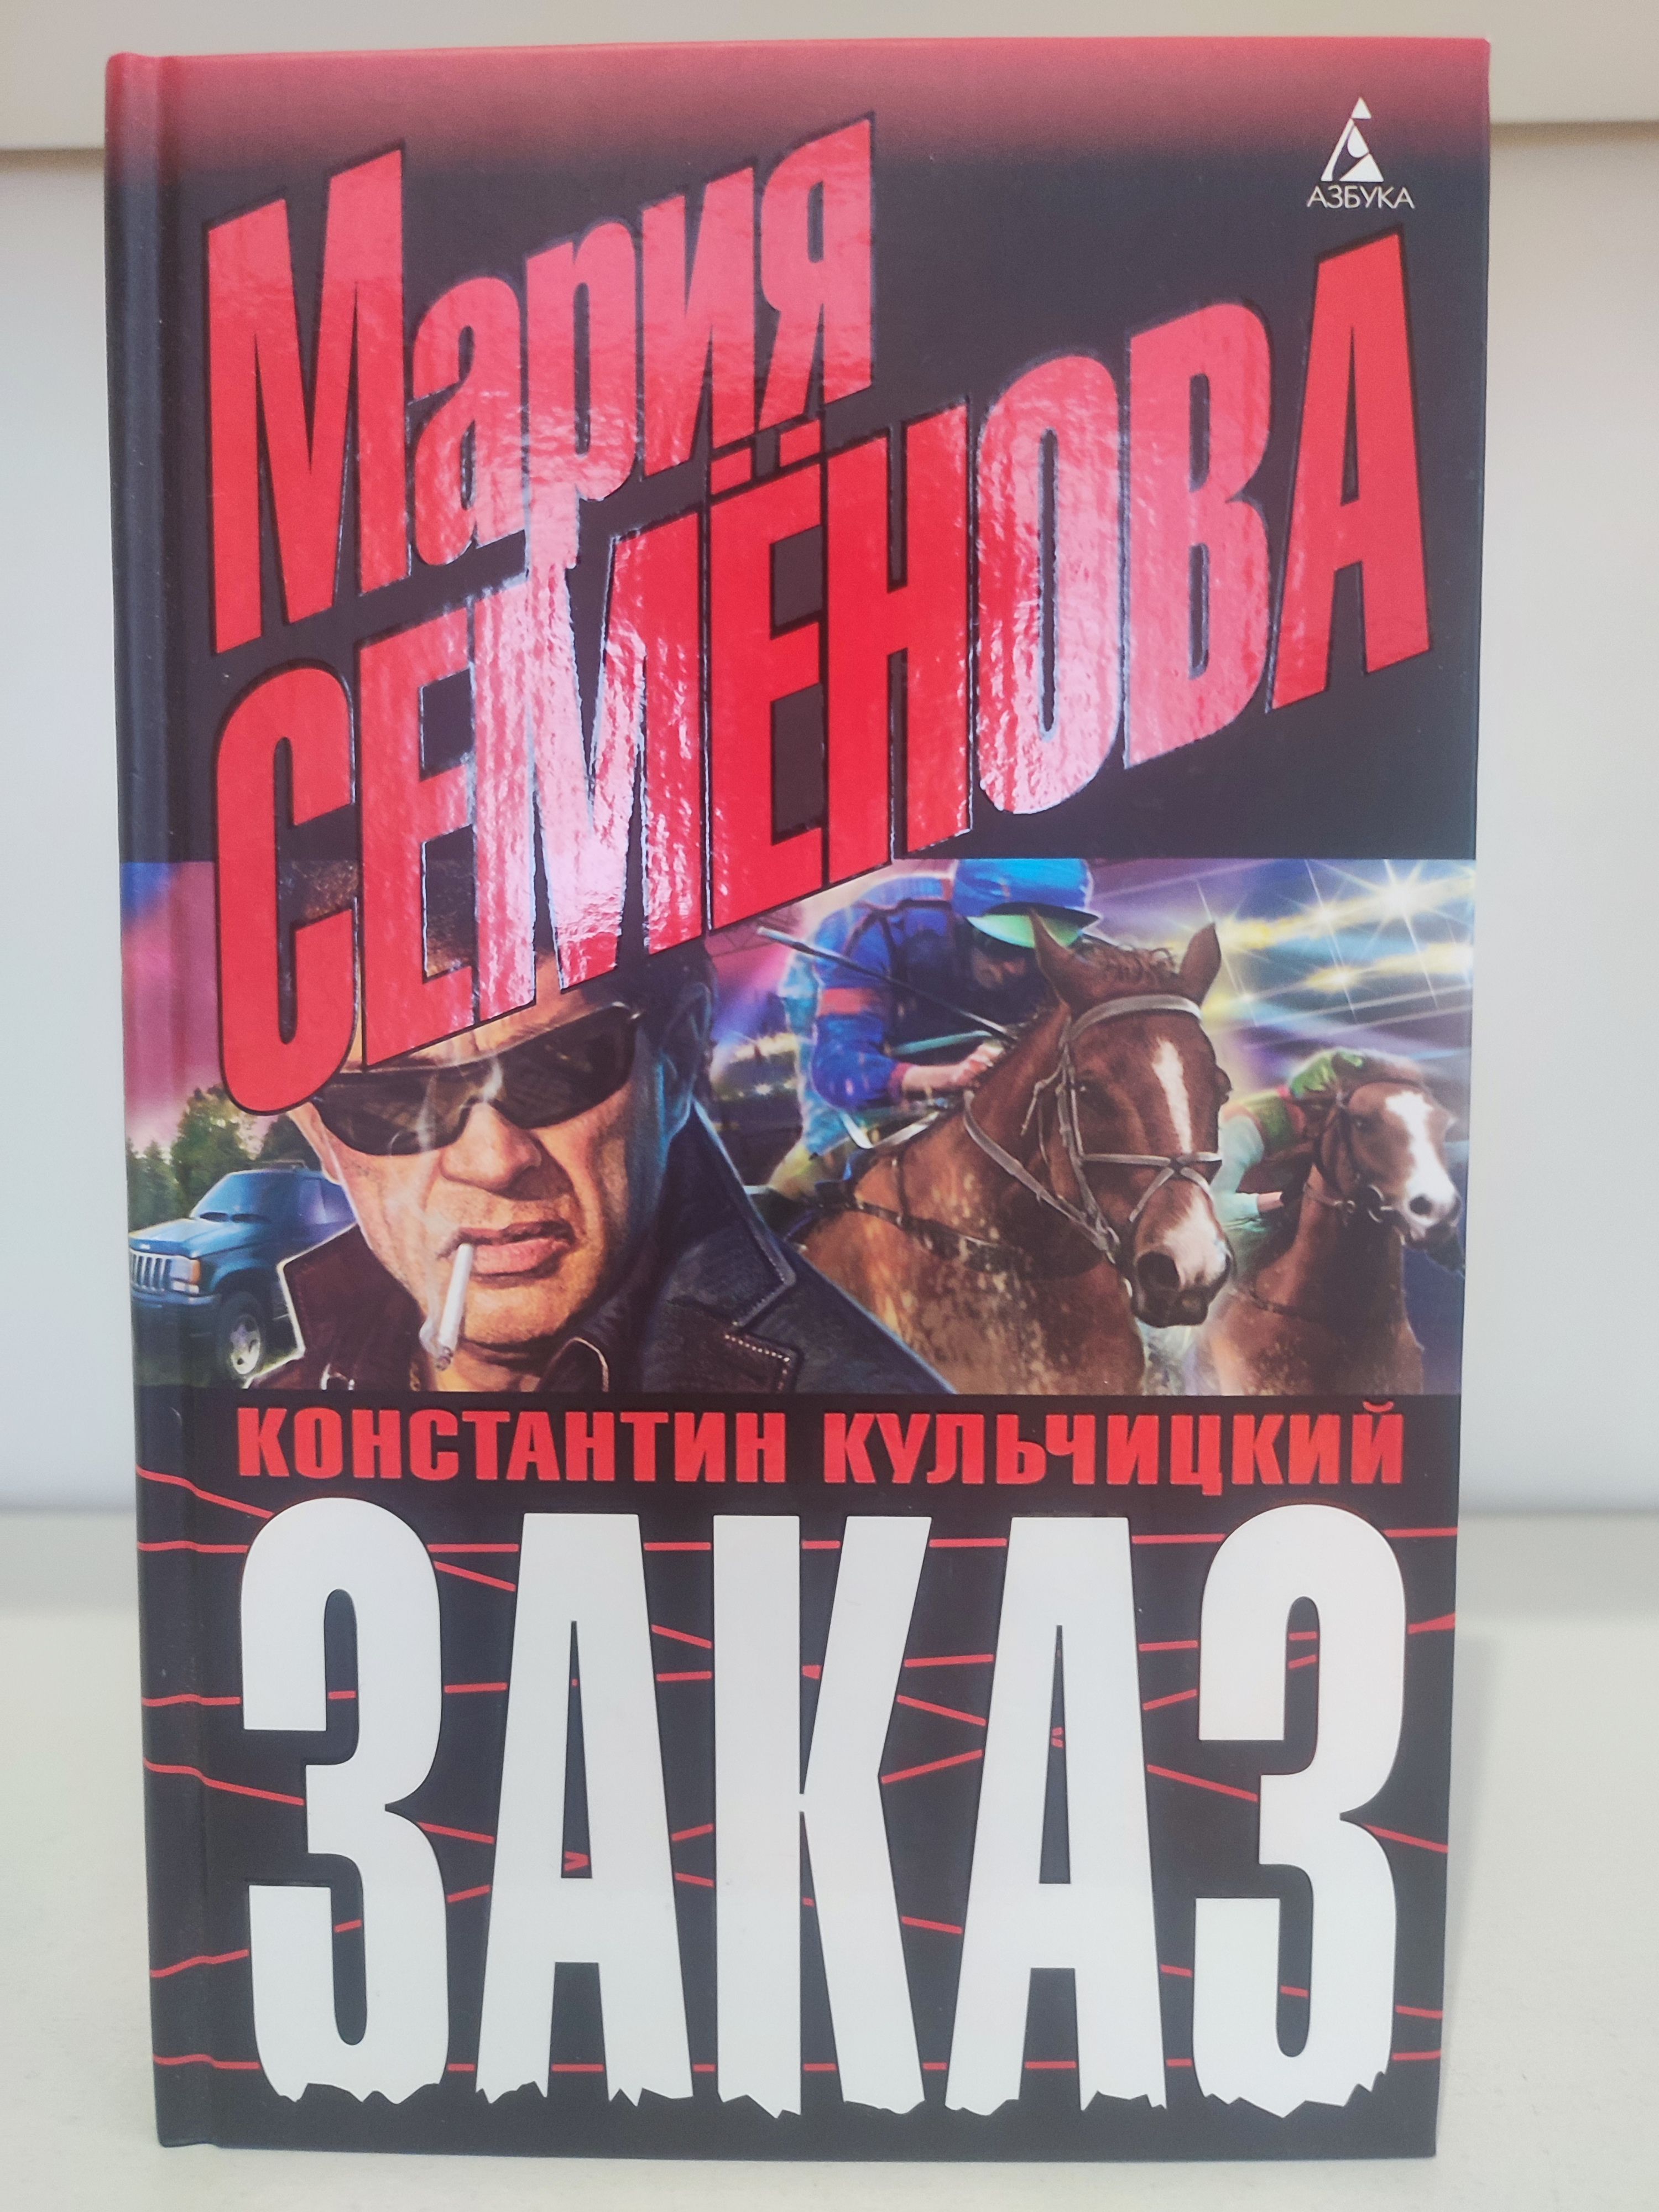 АЗБУКА
Мария
СЕМЁНОВА
КОНСТАНТИН КУЛЬЧИЦКИЙ
ЗАКАЗ